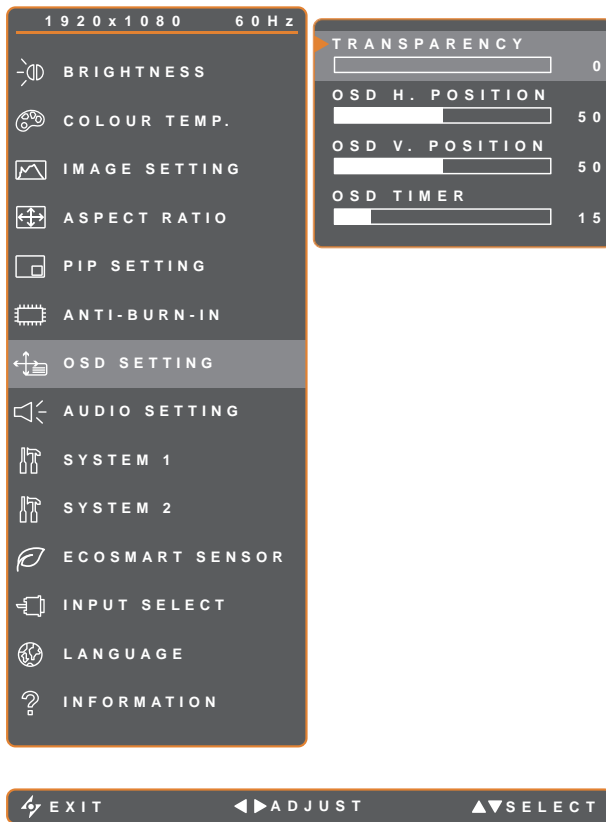 1920x1080 60Hz
BRIGHTNESS
COLOUR TEMP.
IMAGE SETTING
ASPECT RATIO
PIP SETTING
ANTI-BURN-IN
OSD SETTING
AUDIO SETTING
SYSTEM 1
SYSTEM 2
ECOSMART SENSOR
INPUT SELECT
LANGUAGE
INFORMATION
TRANSPARENCY
0
OSD H. POSITION
50
OSD V. POSITION
50
OSD TIMER
15
EXIT ADJUST SELECT